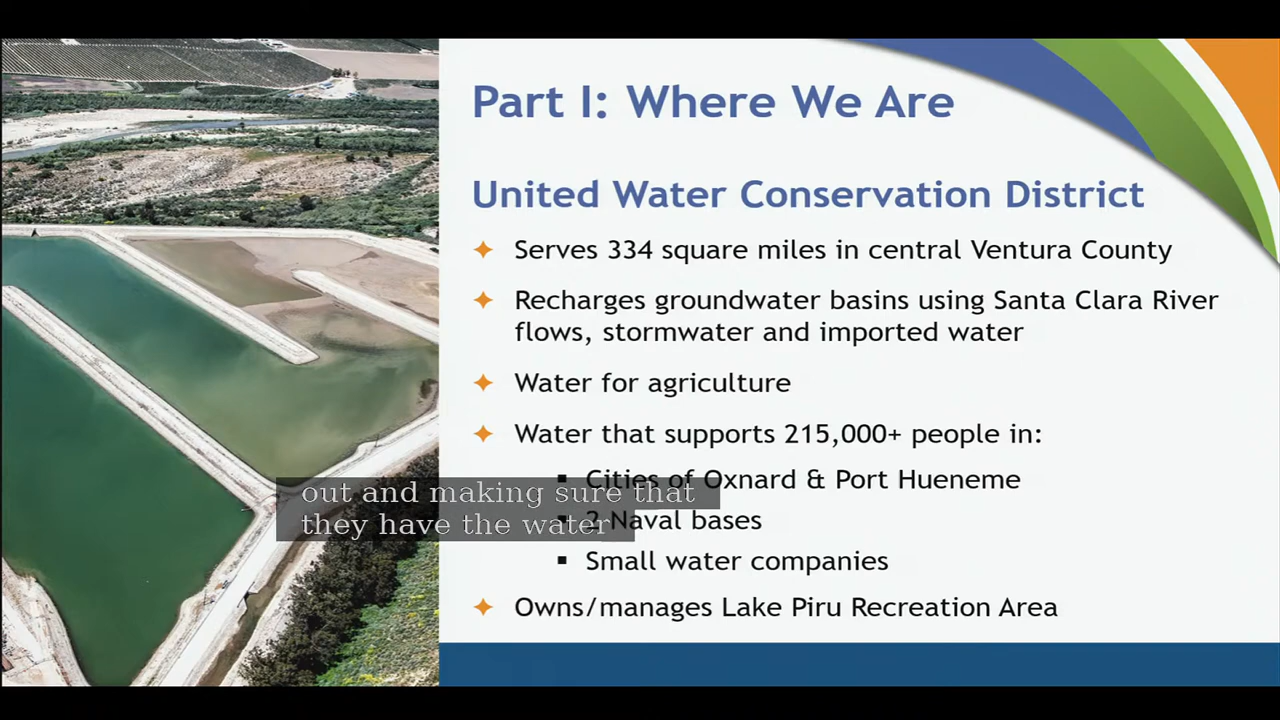 Part I: Where We Are
United Water Conservation District
Serves 334 square miles in central Ventura County
Recharges groundwater basins using Santa Clara River
flows, stormwater and imported water
Water for agriculture
Water that supports 215,000+ people in:
Cities of Oxnard & Port Hueneme
2 Naval bases
Small water companies
Owns/manages Lake Piru Recreation Area
out and making sure that
they have the water